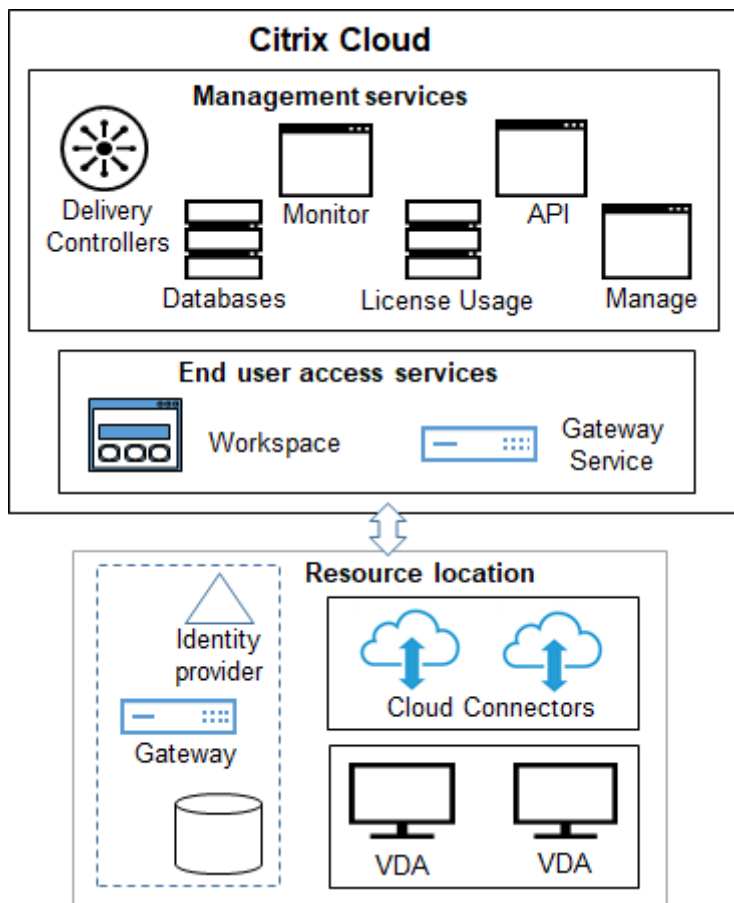 Citrix Cloud
Management services
Delivery
Controllers
Monitor
API
Databases
License Usage
Manage
End user access services
Workspace
Gateway
Service
Resource location
Identity
provider
Cloud Connectors
Gateway
VDA
VDA